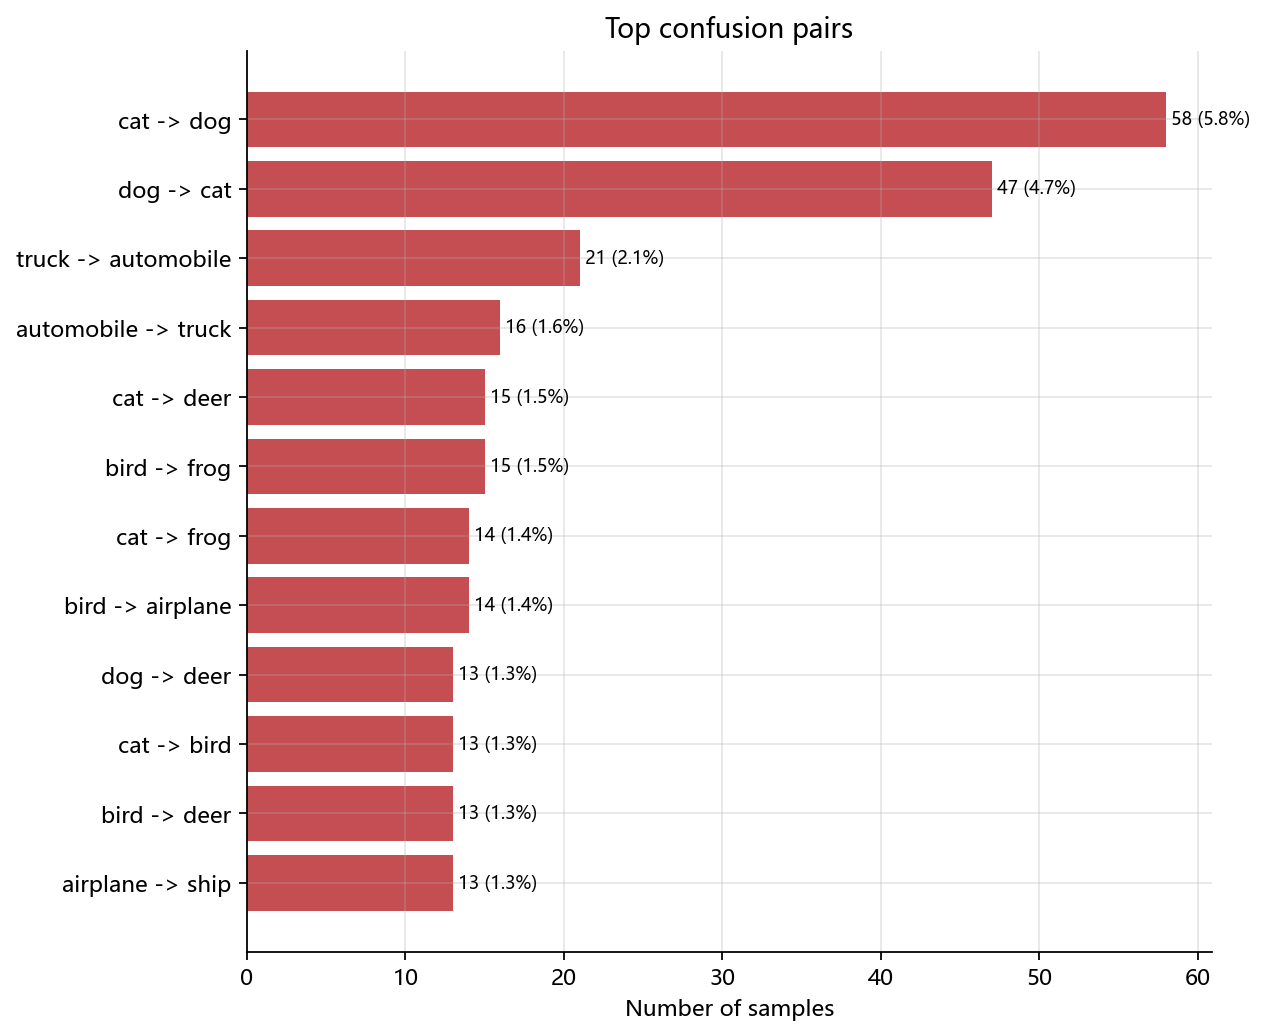 Top confusion pairs
cat -> dog 58 (5.8%)
dog -> cat 47 (4.7%)
truck -> automobile 21 (2.1%)
automobile -> truck 16 (1.6%)
cat -> deer 15 (1.5%)
bird -> frog 15 (1.5%)
cat -> frog 14 (1.4%)
bird -> airplane 14 (1.4%)
dog -> deer 13 (1.3%)
cat -> bird 13 (1.3%)
bird -> deer 13 (1.3%)
airplane -> ship 13 (1.3%)
0 10 20 30 40 50 60
Number of samples